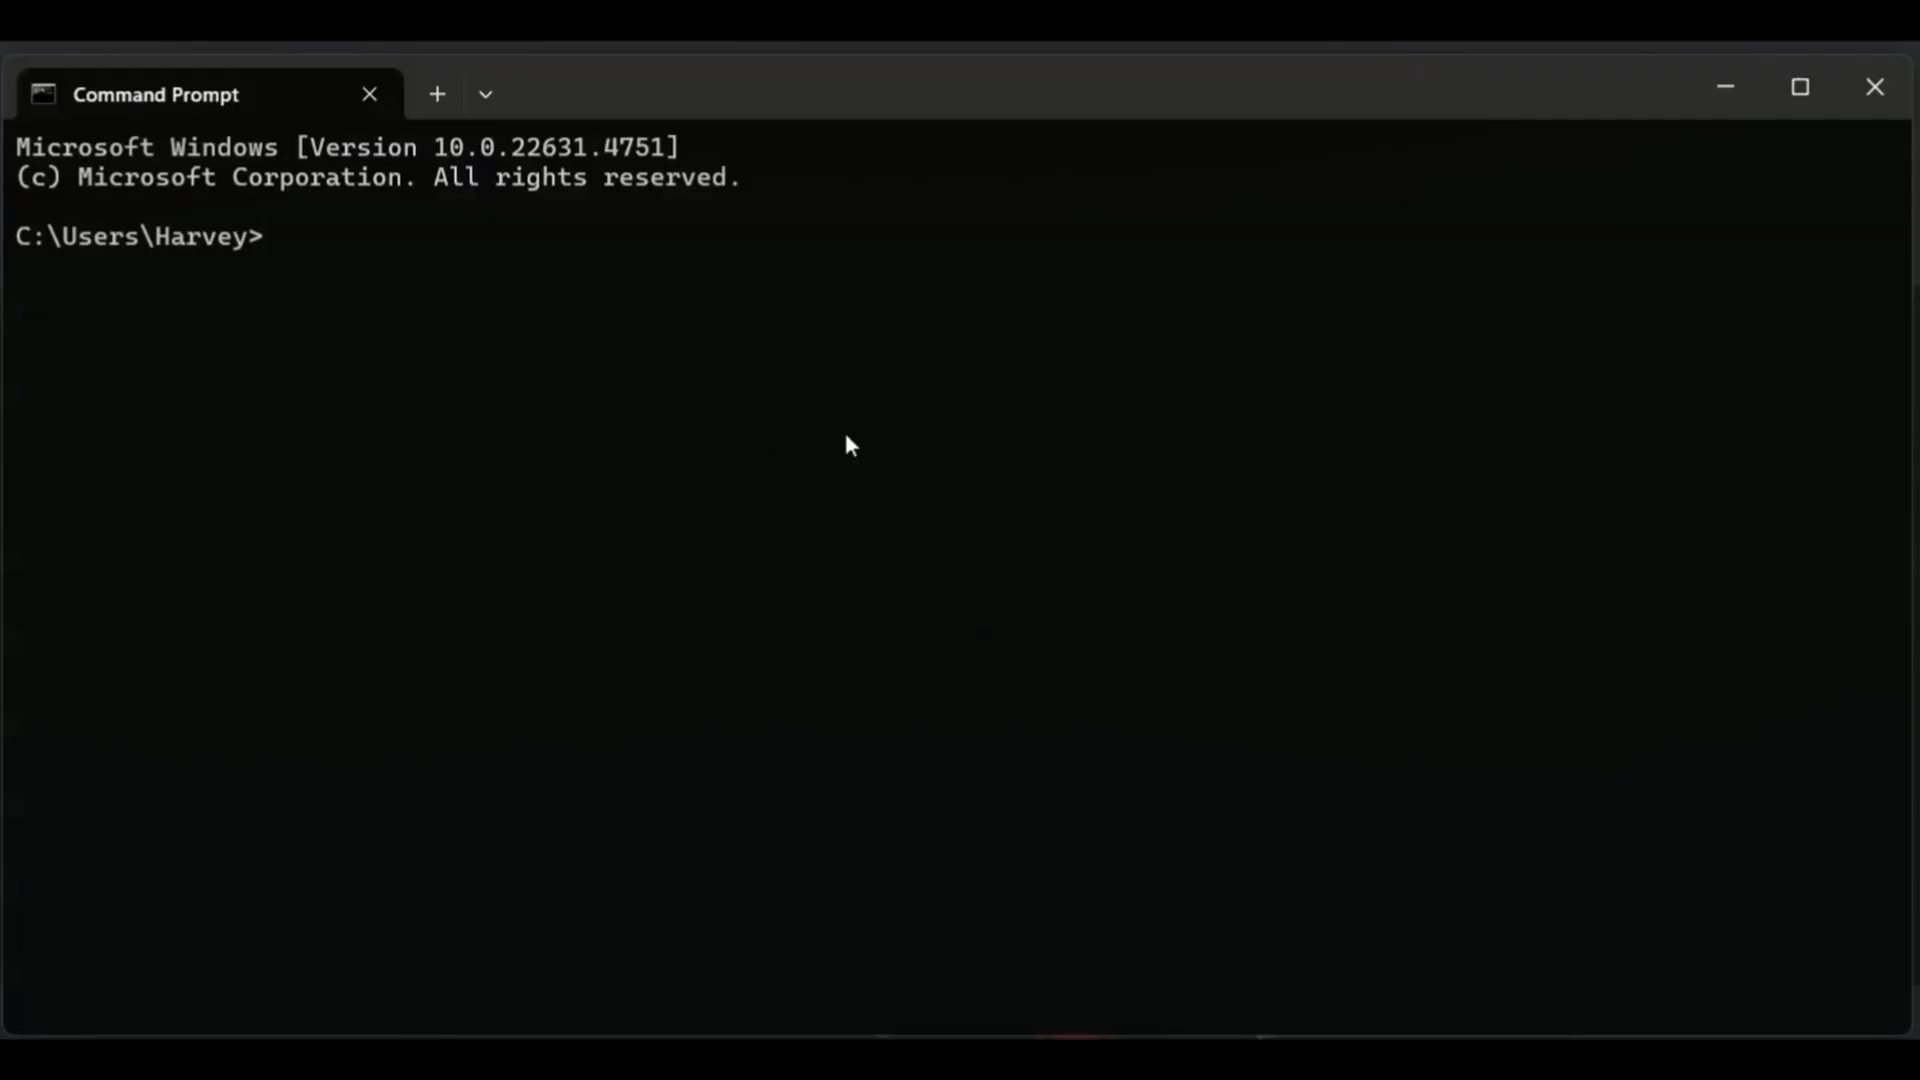 Command Prompt
Microsoft Windows [Version 10.0.22631.4751]
(c) Microsoft Corporation. All rights reserved.
C:\Users\Harvey>